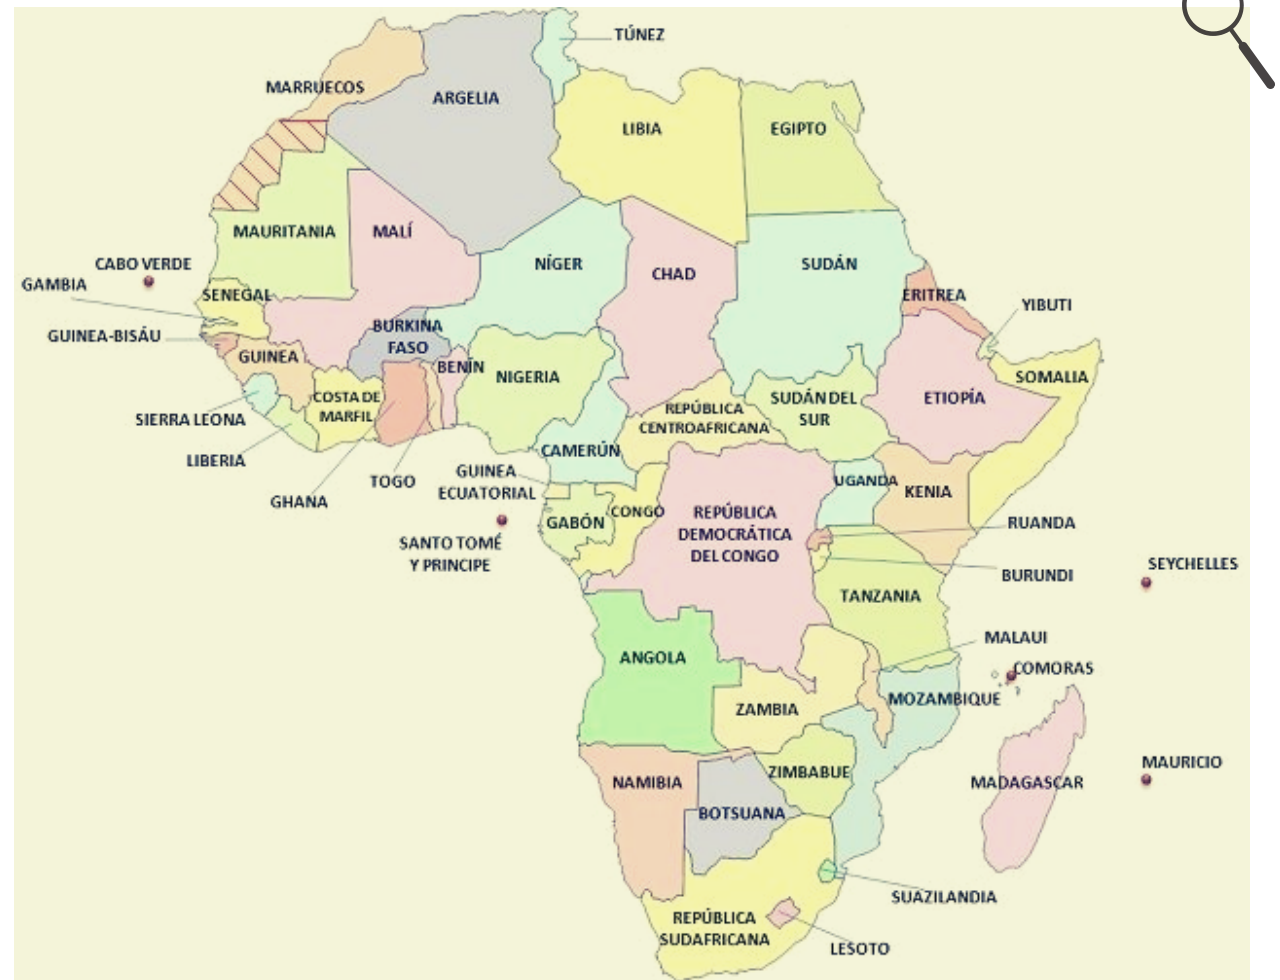 TÚNEZ
MARRUECOS
ARGELIA
LIBIA
EGIPTO
MAURITANIA
MALÍ
NÍGER
CHAD
SUDÁN
CABO VERDE
GAMBIA
SENEGAL
ERITREA
YIBUTI
GUINEA-BISÁU
BURKINA
FASO
GUINEA
BENÍN
NIGERIA
SOMALIA
COSTA DE
MARFIL
SUDÁN DEL
SUR
ETIOPÍA
REPÚBLICA
CENTROAFRICANA
SIERRA LEONA
CAMERÚN
LIBERIA
GHANA
TOGO
GUINEA
ECUATORIAL
UGANDA
KENIA
GABÓN
CONGO
REPÚBLICA
DEMOCRÁTICA
DEL CONGO
RUANDA
SANTO TOMÉ
Y PRINCIPE
BURUNDI
SEYCHELLES
TANZANIA
MALAUI
ANGOLA
COMORAS
ZAMBIA
MOZAMBIQUE
MAURICIO
NAMIBIA
ZIMBABUE
MADAGASCAR
BOTSUANA
SUAZILANDIA
REPÚBLICA
SUDAFRICANA
LESOTO